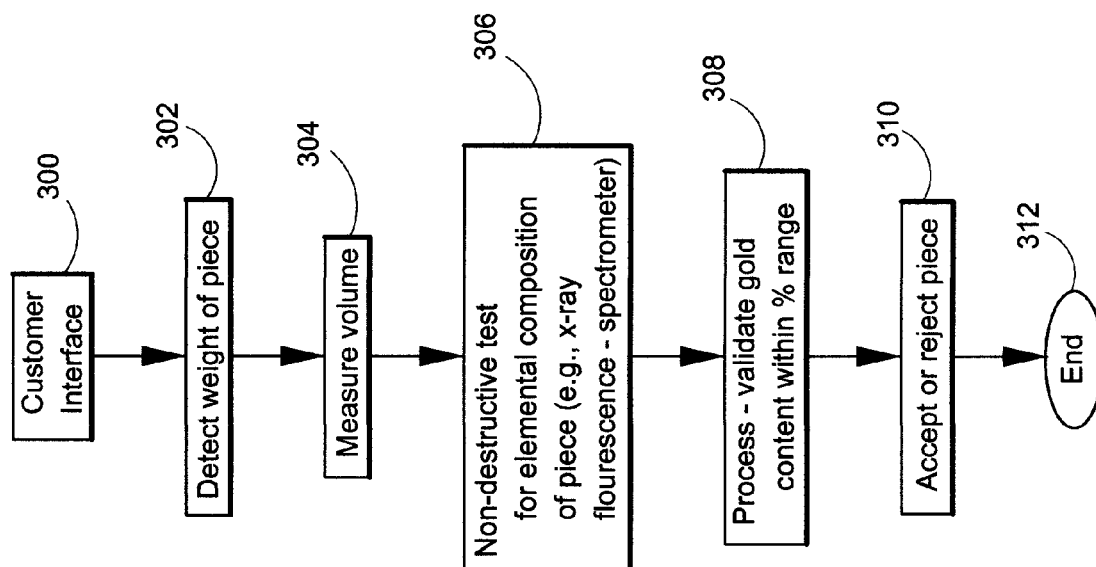 Customer
Interface
300
Detect weight of piece
302
Measure volume
304
Non-destructive test
for elemental composition
of piece (e.g., x-ray
flourescence - spectrometer)
306
Process - validate gold
content within % range
308
Accept or reject piece
310
End
312